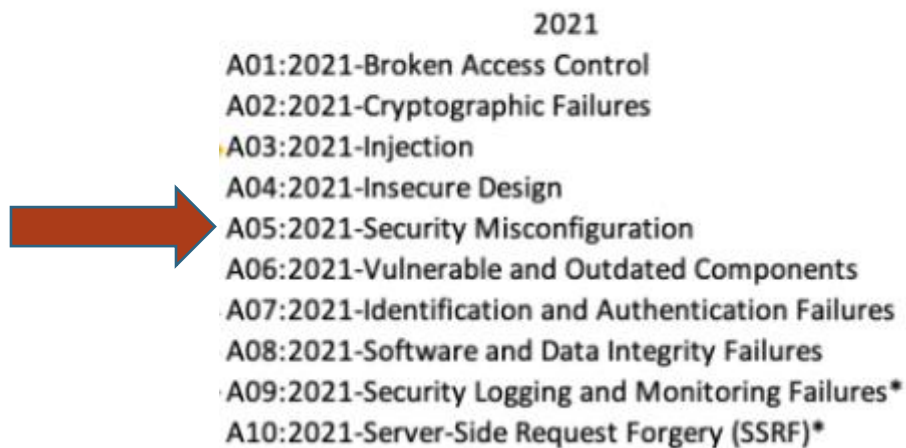 2021
A01:2021-Broken Access Control
A02:2021-Cryptographic Failures
A03:2021-Injection
A04:2021-Insecure Design
A05:2021-Security Misconfiguration
A06:2021-Vulnerable and Outdated Components
A07:2021-Identification and Authentication Failures
A08:2021-Software and Data Integrity Failures
A09:2021-Security Logging and Monitoring Failures*
A10:2021-Server-Side Request Forgery (SSRF)*